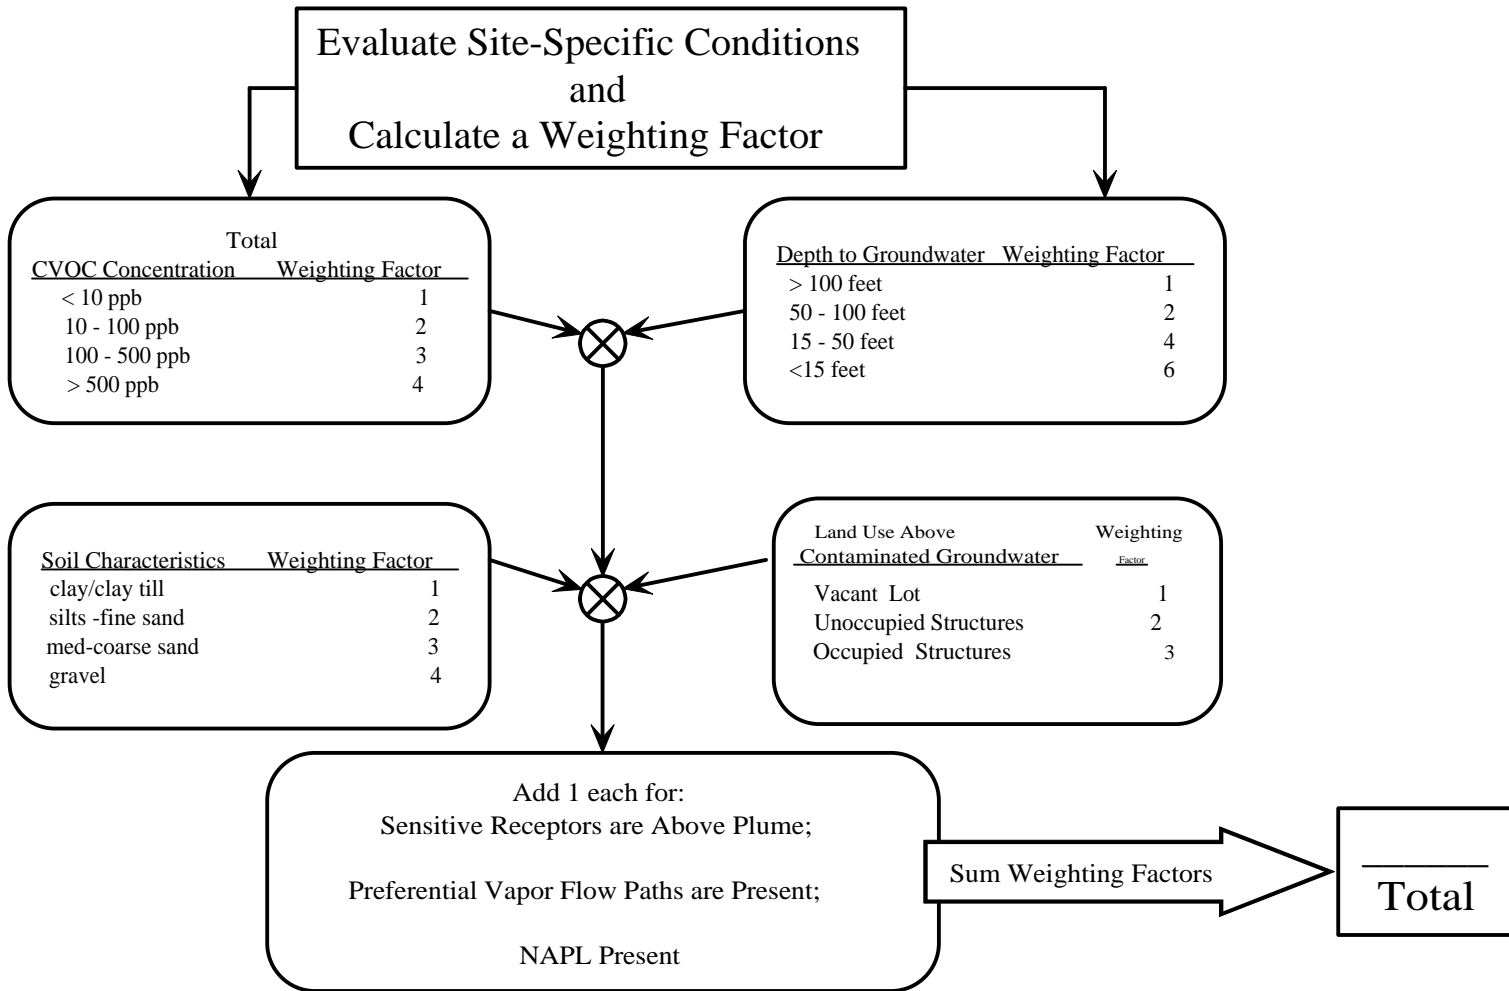 Evaluate Site-Specific Conditions
and
Calculate a Weighting Factor
Total
CVOC Concentration Weighting Factor
< 10 ppb 1
10 - 100 ppb 2
100 - 500 ppb 3
> 500 ppb 4
Depth to Groundwater Weighting Factor
> 100 feet 1
50 - 100 feet 2
15 - 50 feet 4
<15 feet 6
Soil Characteristics Weighting Factor
clay/clay till 1
silts -fine sand 2
med-coarse sand 3
gravel 4
Land Use Above Weighting
Contaminated Groundwater Factor
Vacant Lot 1
Unoccupied Structures 2
Occupied Structures 3
Add 1 each for:
Sensitive Receptors are Above Plume;
Preferential Vapor Flow Paths are Present;
NAPL Present
Sum Weighting Factors
______
Total